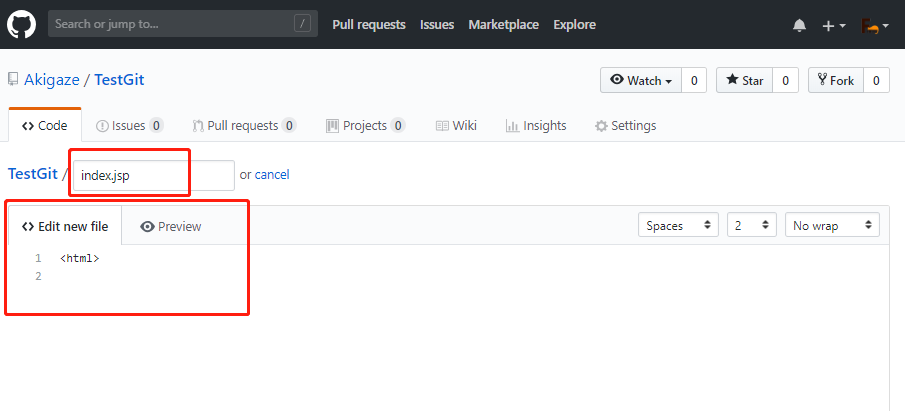 Search or jump to... / Pull requests Issues Marketplace Explore
Akigaze / TestGit Watch 0 Star 0 Fork 0
Code Issues 0 Pull requests 0 Projects 0 Wiki Insights Settings
TestGit / index.jsp or cancel
Edit new file Preview Spaces 2 No wrap
1 <html>
2